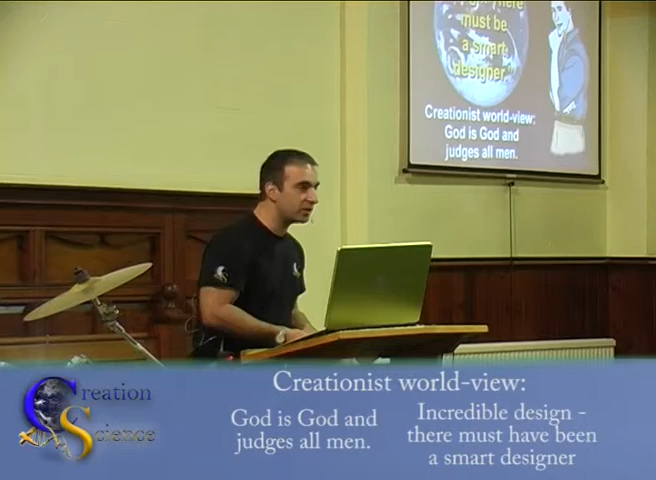 must be
a smart
designer"
Creationist world-view:
God is God and
judges all men.
Creation
Science
Creationist world-view:
God is God and
judges all men.
Incredible design -
there must have been
a smart designer.